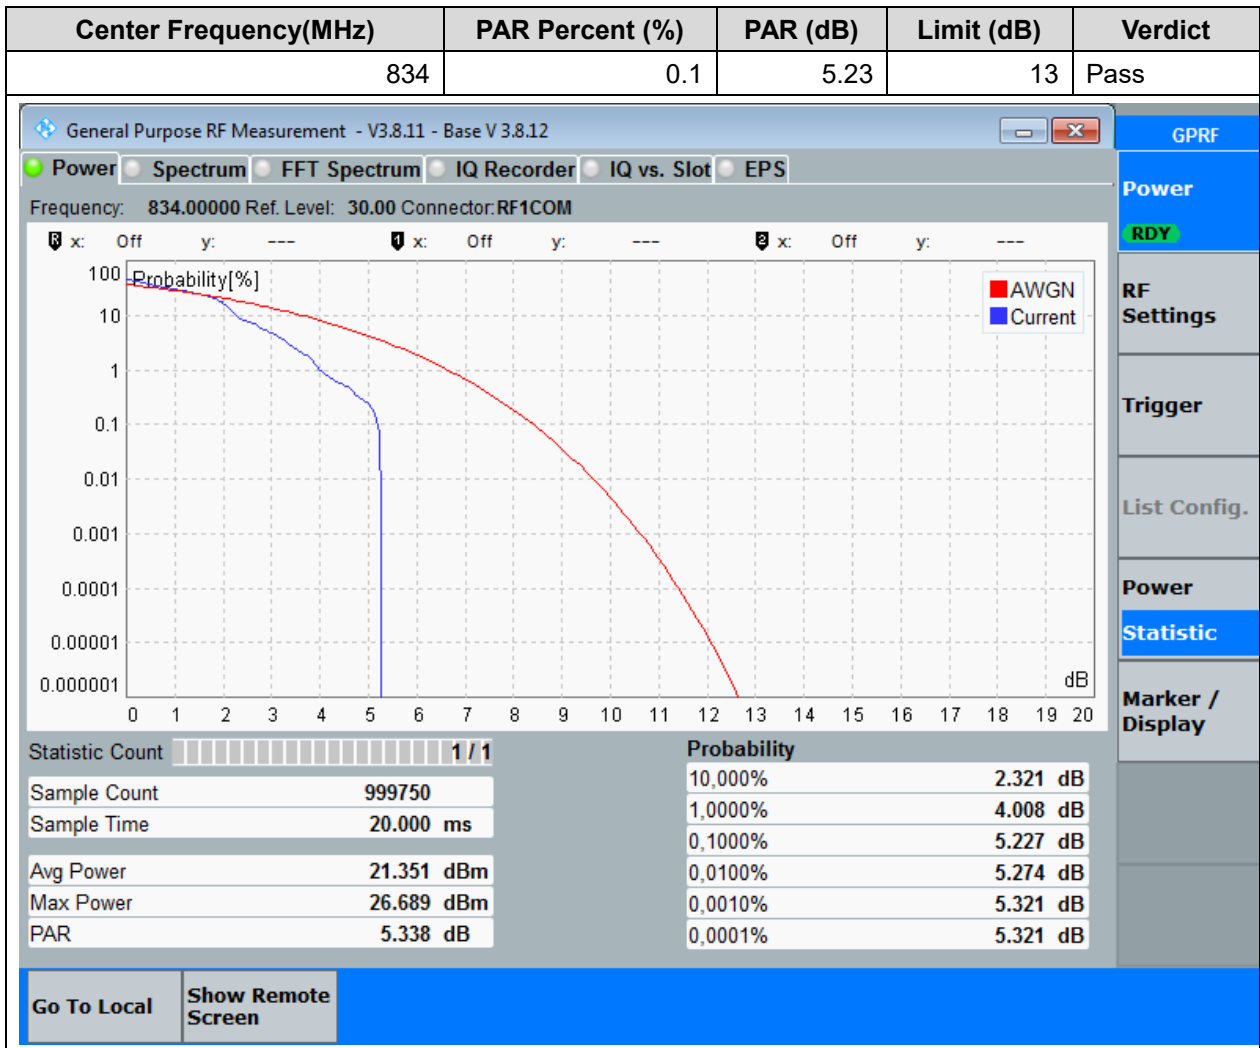 Center Frequency(MHz) PAR Percent (%) PAR (dB) Limit (dB) Verdict
834 0.1 5.23 13 Pass
General Purpose RF Measurement - V3.8.11 - Base V 3.8.12
GPRF
Power Spectrum FFT Spectrum IQ Recorder IQ vs. Slot EPS
Frequency: 834.00000 Ref. Level: 30.00 Connector: RF1COM
R x: Off y: --- 1 x: Off y: --- 2 x: Off y: ---
Probability[%]
100
10
1
0.1
0.01
0.001
0.0001
0.00001
0.000001
AWGN
Current
dB
0 1 2 3 4 5 6 7 8 9 10 11 12 13 14 15 16 17 18 19 20
Statistic Count 1 / 1
Sample Count 999750
Sample Time 20.000 ms
Avg Power 21.351 dBm
Max Power 26.689 dBm
PAR 5.338 dB
Probability
10,000% 2.321 dB
1,0000% 4.008 dB
0,1000% 5.227 dB
0,0100% 5.274 dB
0,0010% 5.321 dB
0,0001% 5.321 dB
Power
RDY
RF
Settings
Trigger
List Config.
Power
Statistic
Marker /
Display
Go To Local
Show Remote
Screen